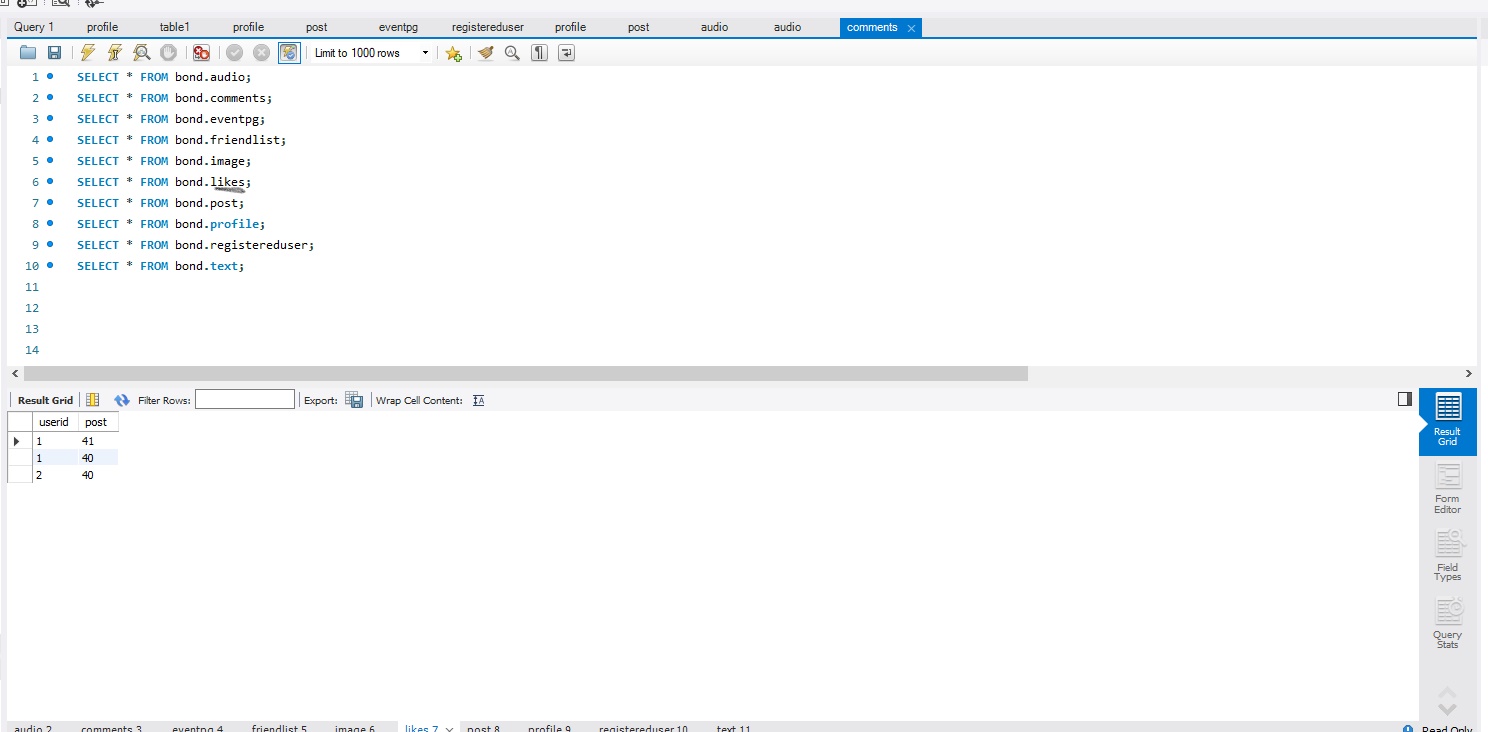 Query 1 profile table1 profile post eventpg registereduser profile post audio audio comments
Limit to 1000 rows
1 SELECT * FROM bond.audio;
2 SELECT * FROM bond.comments;
3 SELECT * FROM bond.eventpg;
4 SELECT * FROM bond.friendlist;
5 SELECT * FROM bond.image;
6 SELECT * FROM bond.likes;
7 SELECT * FROM bond.post;
8 SELECT * FROM bond.profile;
9 SELECT * FROM bond.registereduser;
10 SELECT * FROM bond.text;
11
12
13
14
Result Grid Filter Rows: Export: Wrap Cell Content:
userid post
1 41
1 40
2 40
Result
Grid
Form
Editor
Field
Types
Query
Stats
audio 2 comments 3 eventpg 4 friendlist 5 image 6 likes 7 post 8 profile 9 registereduser 10 text 11 Read Only